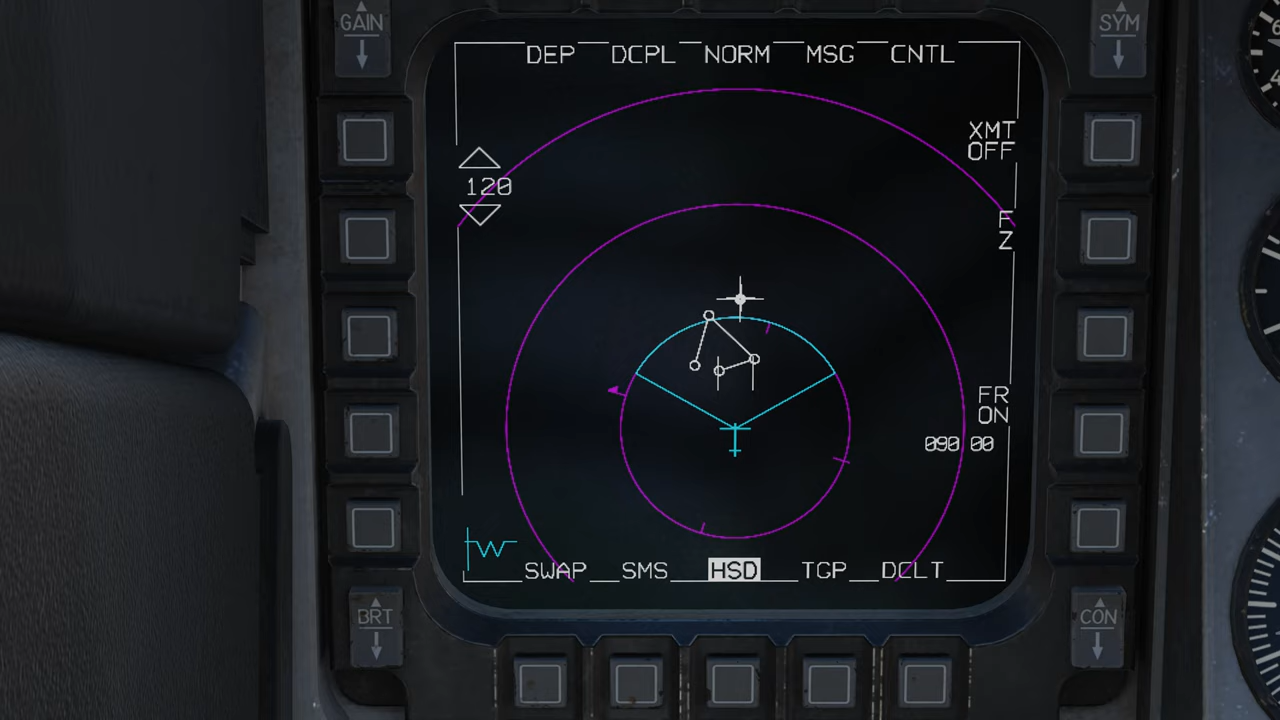 GAIN
SYM
DEP DCPL NORM MSG CNTL
XMT
OFF
120
F
Z
FR
ON
090 00
W
SWAP SMS HSD TGP DCLT
BRT
CON